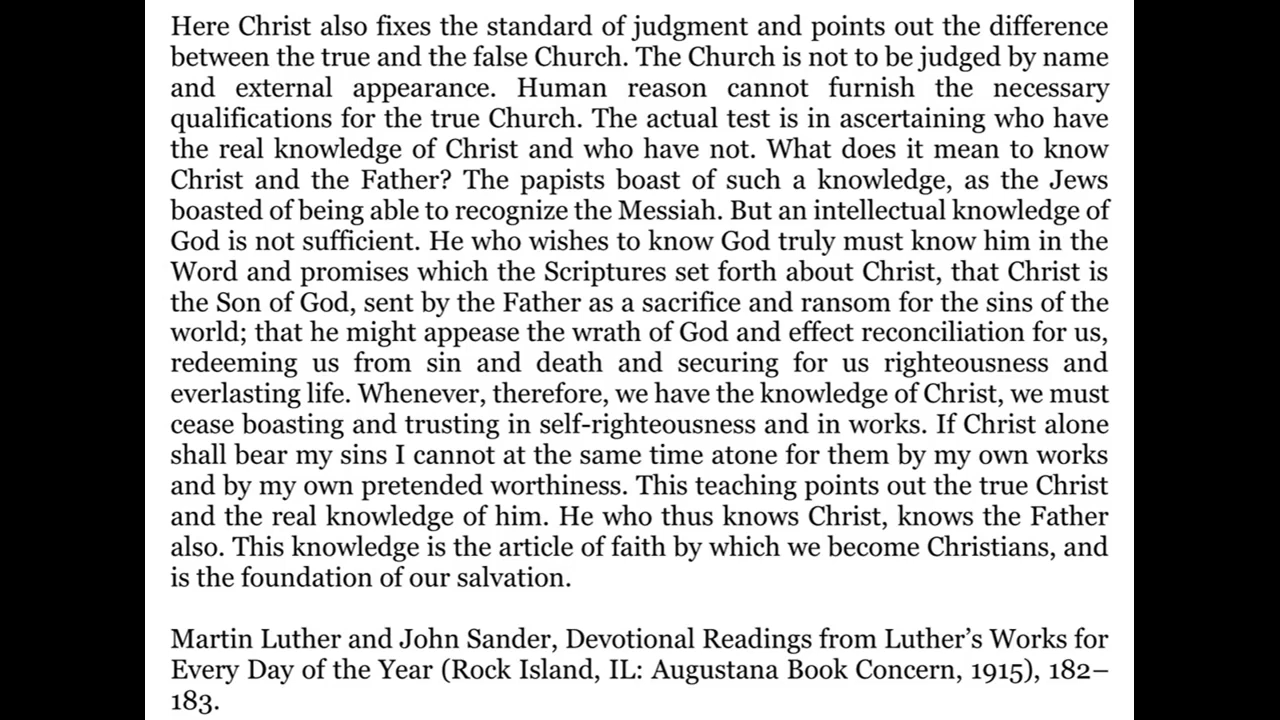 Here Christ also fixes the standard of judgment and points out the difference
between the true and the false Church. The Church is not to be judged by name
and external appearance. Human reason cannot furnish the necessary
qualifications for the true Church. The actual test is in ascertaining who have
the real knowledge of Christ and who have not. What does it mean to know
Christ and the Father? The papists boast of such a knowledge, as the Jews
boasted of being able to recognize the Messiah. But an intellectual knowledge of
God is not sufficient. He who wishes to know God truly must know him in the
Word and promises which the Scriptures set forth about Christ, that Christ is
the Son of God, sent by the Father as a sacrifice and ransom for the sins of the
world; that he might appease the wrath of God and effect reconciliation for us,
redeeming us from sin and death and securing for us righteousness and
everlasting life. Whenever, therefore, we have the knowledge of Christ, we must
cease boasting and trusting in self-righteousness and in works. If Christ alone
shall bear my sins I cannot at the same time atone for them by my own works
and by my own pretended worthiness. This teaching points out the true Christ
and the real knowledge of him. He who thus knows Christ, knows the Father
also. This knowledge is the article of faith by which we become Christians, and
is the foundation of our salvation.
Martin Luther and John Sander, Devotional Readings from Luther’s Works for
Every Day of the Year (Rock Island, IL: Augustana Book Concern, 1915), 182–
183.